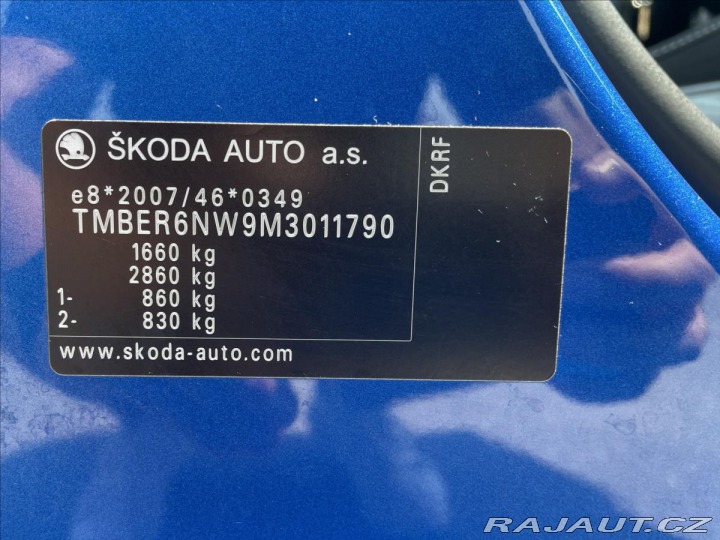 ŠKODA AUTO a.s.
e8*2007/46*0349
TMBER6NW9M3011790
1660 kg
2860 kg
1- 860 kg
2- 830 kg
www.skoda-auto.com
DKRF
RAJAUT.CZ